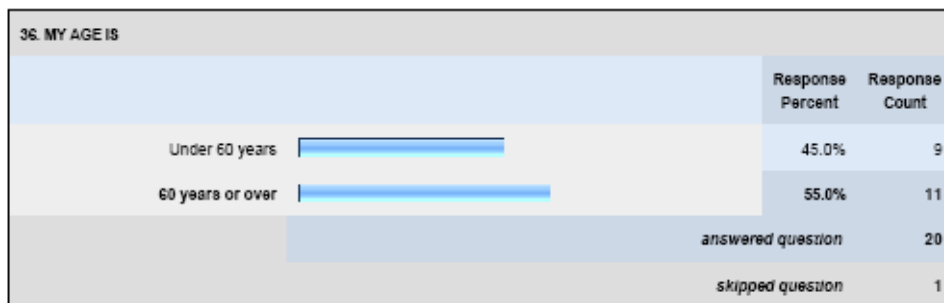 36. MY AGE IS
Response Percent
Response Count
Under 60 years 45.0% 9
60 years or over 55.0% 11
answered question 20
skipped question 1